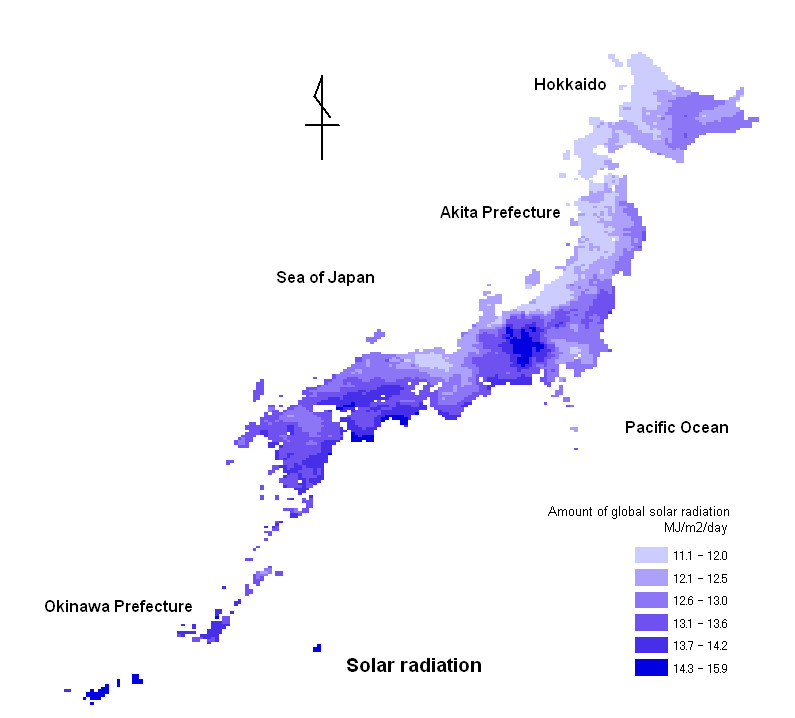 Hokkaido
Akita Prefecture
Sea of Japan
Pacific Ocean
Amount of global solar radiation
MJ/m2/day
11.1 - 12.0
12.1 - 12.5
12.6 - 13.0
13.1 - 13.6
13.7 - 14.2
14.3 - 15.9
Okinawa Prefecture
Solar radiation